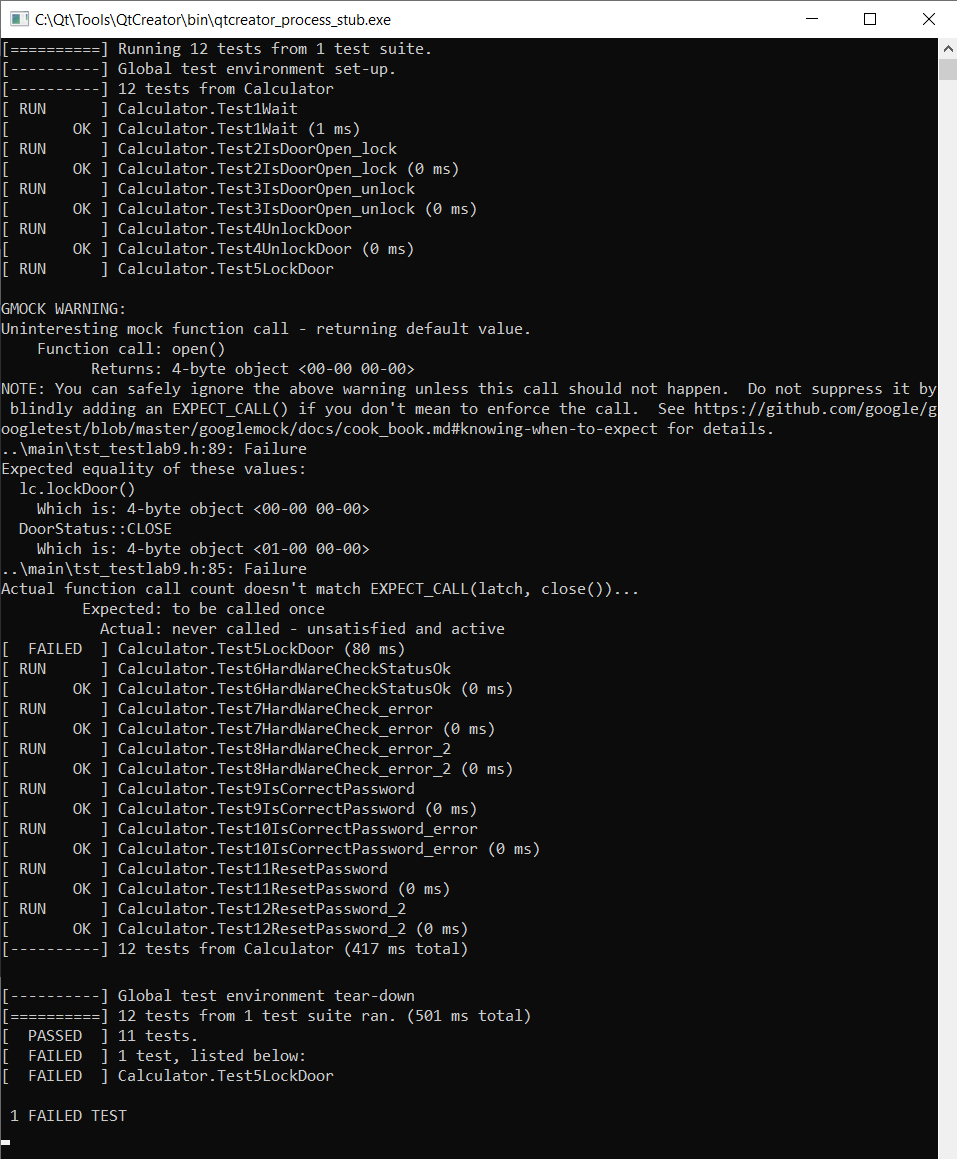 C:\Qt\Tools\QtCreator\bin\qtcreator_process_stub.exe
[==========] Running 12 tests from 1 test suite.
[----------] Global test environment set-up.
[----------] 12 tests from Calculator
[ RUN      ] Calculator.Test1Wait
[       OK ] Calculator.Test1Wait (1 ms)
[ RUN      ] Calculator.Test2IsDoorOpen_lock
[       OK ] Calculator.Test2IsDoorOpen_lock (0 ms)
[ RUN      ] Calculator.Test3IsDoorOpen_unlock
[       OK ] Calculator.Test3IsDoorOpen_unlock (0 ms)
[ RUN      ] Calculator.Test4UnlockDoor
[       OK ] Calculator.Test4UnlockDoor (0 ms)
[ RUN      ] Calculator.Test5LockDoor
GMOCK WARNING:
Uninteresting mock function call - returning default value.
    Function call: open()
          Returns: 4-byte object <00-00 00-00>
NOTE: You can safely ignore the above warning unless this call should not happen.  Do not suppress it by
 blindly adding an EXPECT_CALL() if you don't mean to enforce the call.  See https://github.com/google/g
oogletest/blob/master/googlemock/docs/cook_book.md#knowing-when-to-expect for details.
..\main\tst_testlab9.h:89: Failure
Expected equality of these values:
  lc.lockDoor()
    Which is: 4-byte object <00-00 00-00>
  DoorStatus::CLOSE
    Which is: 4-byte object <01-00 00-00>
..\main\tst_testlab9.h:85: Failure
Actual function call count doesn't match EXPECT_CALL(latch, close())...
         Expected: to be called once
           Actual: never called - unsatisfied and active
[  FAILED  ] Calculator.Test5LockDoor (80 ms)
[ RUN      ] Calculator.Test6HardWareCheckStatusOk
[       OK ] Calculator.Test6HardWareCheckStatusOk (0 ms)
[ RUN      ] Calculator.Test7HardWareCheck_error
[       OK ] Calculator.Test7HardWareCheck_error (0 ms)
[ RUN      ] Calculator.Test8HardWareCheck_error_2
[       OK ] Calculator.Test8HardWareCheck_error_2 (0 ms)
[ RUN      ] Calculator.Test9IsCorrectPassword
[       OK ] Calculator.Test9IsCorrectPassword (0 ms)
[ RUN      ] Calculator.Test10IsCorrectPassword_error
[       OK ] Calculator.Test10IsCorrectPassword_error (0 ms)
[ RUN      ] Calculator.Test11ResetPassword
[       OK ] Calculator.Test11ResetPassword (0 ms)
[ RUN      ] Calculator.Test12ResetPassword_2
[       OK ] Calculator.Test12ResetPassword_2 (0 ms)
[----------] 12 tests from Calculator (417 ms total)
[----------] Global test environment tear-down
[==========] 12 tests from 1 test suite ran. (501 ms total)
[  PASSED  ] 11 tests.
[  FAILED  ] 1 test, listed below:
[  FAILED  ] Calculator.Test5LockDoor
 1 FAILED TEST